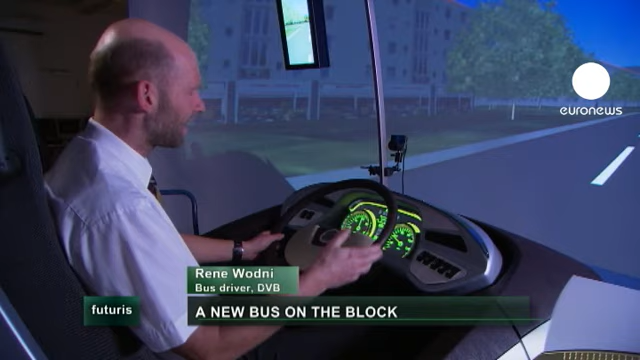 euronews
Rene Wodni
Bus driver, DVB
futuris
A NEW BUS ON THE BLOCK